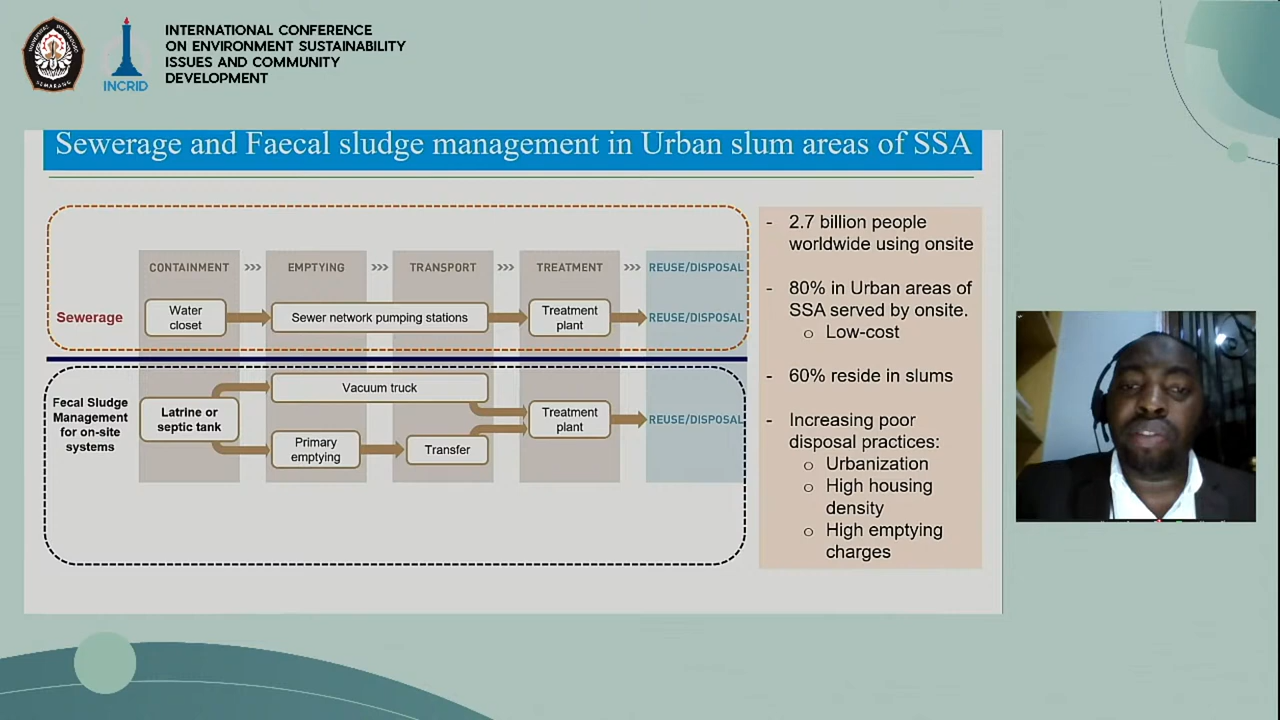 INTERNATIONAL CONFERENCE
ON ENVIRONMENT SUSTAINABILITY
ISSUES AND COMMUNITY
DEVELOPMENT
INCRID
SEMARANG
Sewerage and Faecal sludge management in Urban slum areas of SSA
CONTAINMENT >>> EMPTYING >>> TRANSPORT >>> TREATMENT >>> REUSE/DISPOSAL
Sewerage
Water
closet
Sewer network pumping stations
Treatment
plant
REUSE/DISPOSAL
Fecal Sludge
Management
for on-site
systems
Latrine or
septic tank
Vacuum truck
Primary
emptying
Transfer
Treatment
plant
REUSE/DISPOSAL
- 2.7 billion people
worldwide using onsite
- 80% in Urban areas of
SSA served by onsite.
o Low-cost
- 60% reside in slums
- Increasing poor
disposal practices:
o Urbanization
o High housing
density
o High emptying
charges